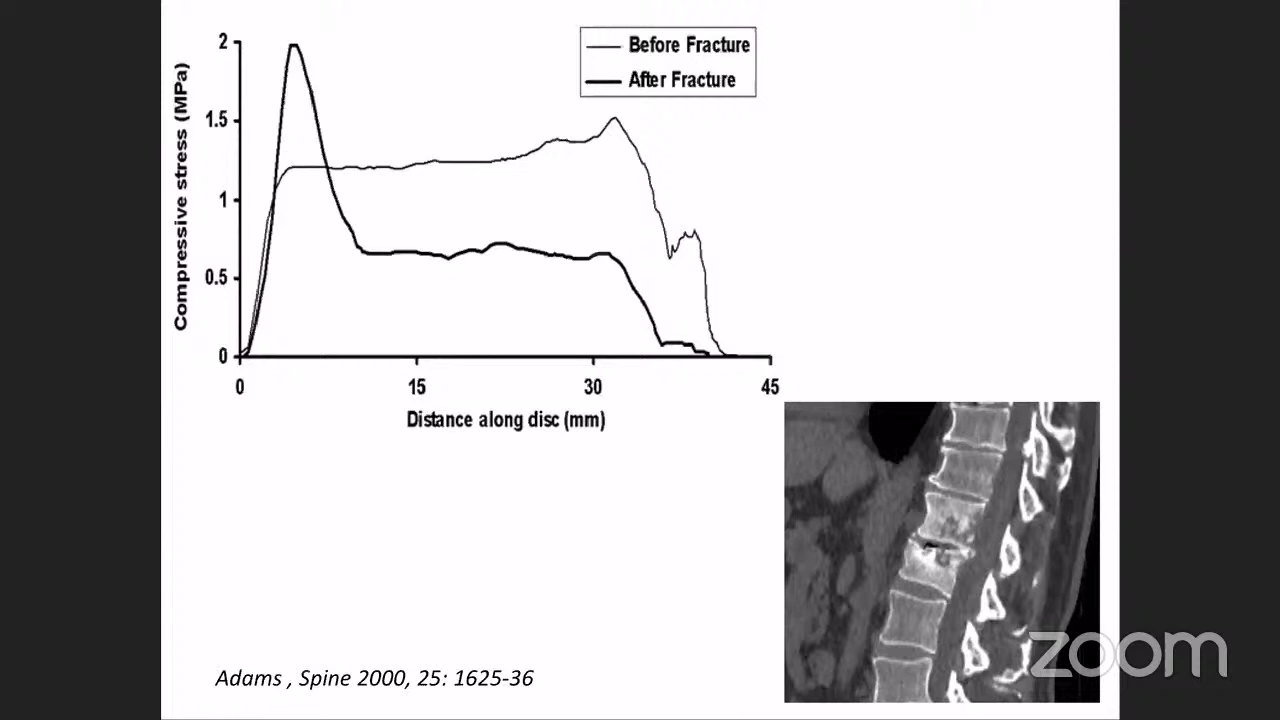 Before Fracture
After Fracture
Compressive stress (MPa)
2
1.5
1
0.5
0
0 15 30 45
Distance along disc (mm)
Adams , Spine 2000, 25: 1625-36
zoom